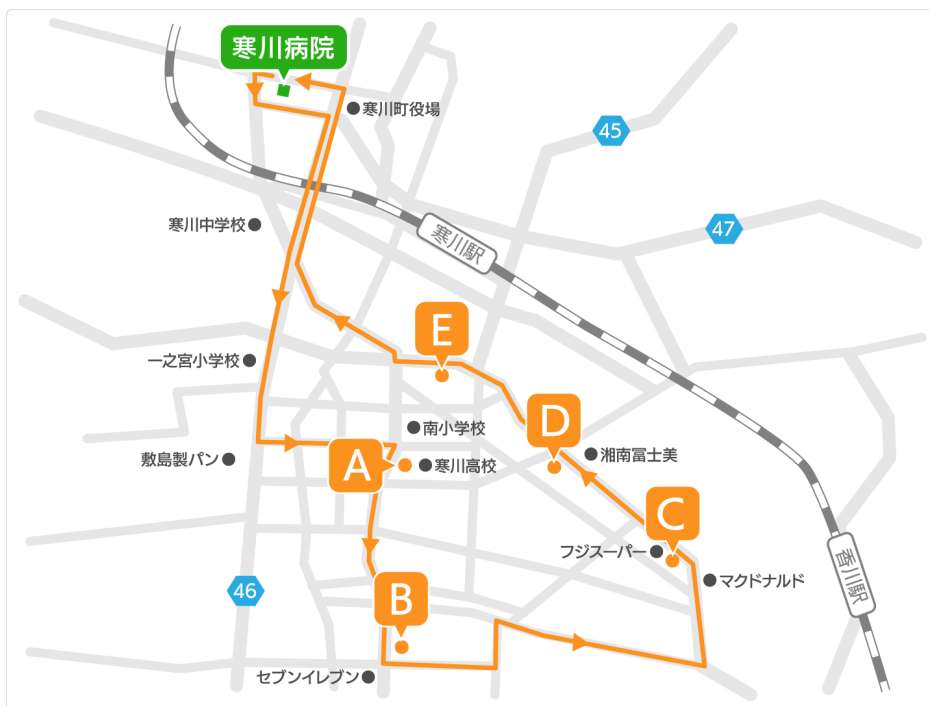 寒川病院
寒川町役場
45
寒川中学校
寒川駅
47
E
一之宮小学校
D
南小学校
湘南冨士美
敷島製パン
A
寒川高校
C
フジスーパー
マクドナルド
香川駅
46
B
セブンイレブン